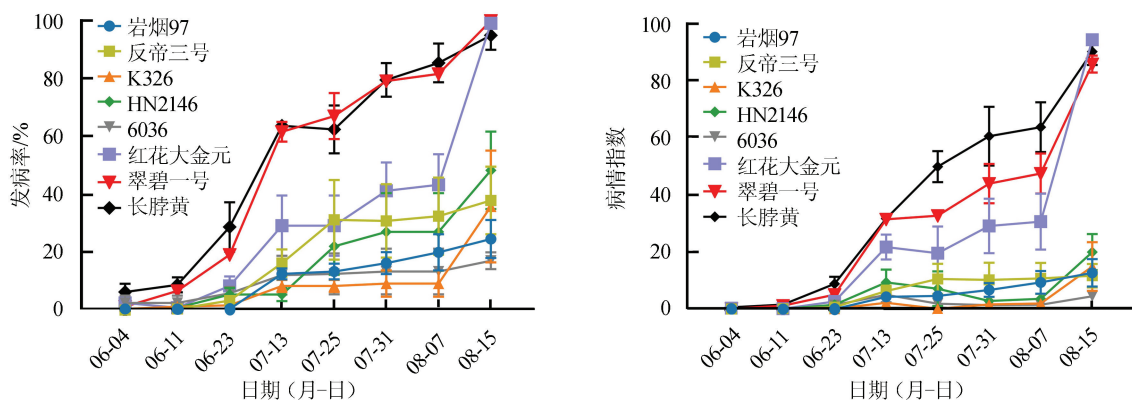 发病率/%
100
80
60
40
20
0
岩烟97
反帝三号
K326
HN2146
6036
红花大金元
翠碧一号
长脖黄
06-04
06-11
06-23
07-13
07-25
07-31
08-07
08-15
日期（月–日）
病情指数
100
80
60
40
20
0
岩烟97
反帝三号
K326
HN2146
6036
红花大金元
翠碧一号
长脖黄
06-04
06-11
06-23
07-13
07-25
07-31
08-07
08-15
日期（月–日）